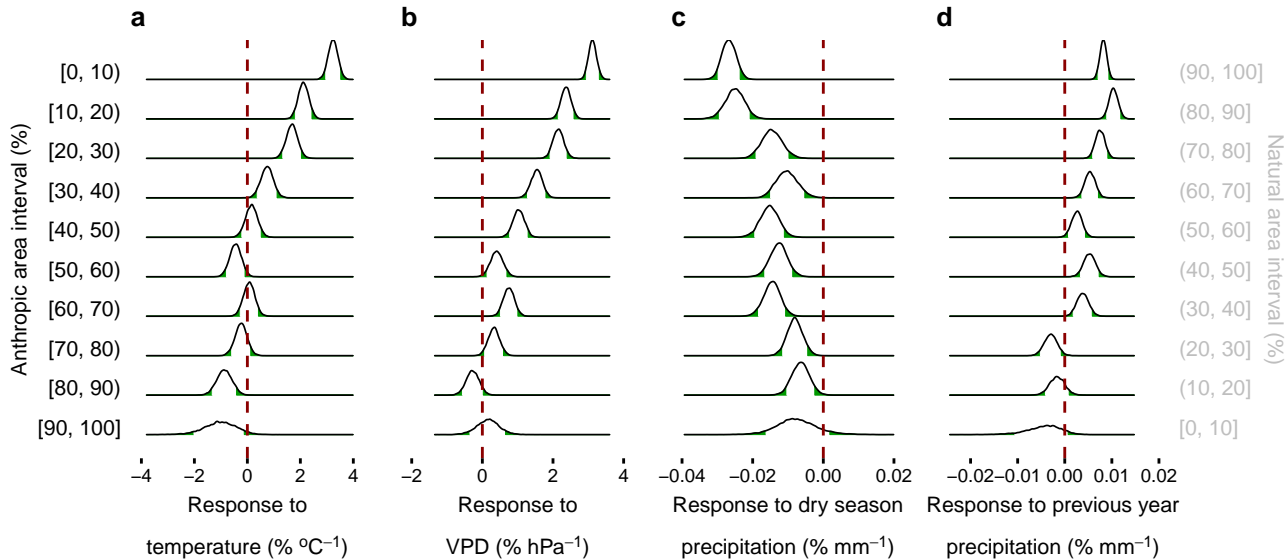 a b c d
Anthropic area interval (%)
[0, 10)
[10, 20)
[20, 30)
[30, 40)
[40, 50)
[50, 60)
[60, 70)
[70, 80)
[80, 90)
[90, 100]
(90, 100]
(80, 90]
(70, 80]
(60, 70]
(50, 60]
(40, 50]
(30, 40]
(20, 30]
(10, 20]
[0, 10]
Natural area interval (%)
−4 −2 0 2 4
Response to
temperature (% ºC⁻¹)
0 2 4
Response to
VPD (% hPa⁻¹)
−0.04 −0.02 0.00 0.02
Response to dry season
precipitation (% mm⁻¹)
−0.02 −0.01 0.00 0.01 0.02
Response to previous year
precipitation (% mm⁻¹)